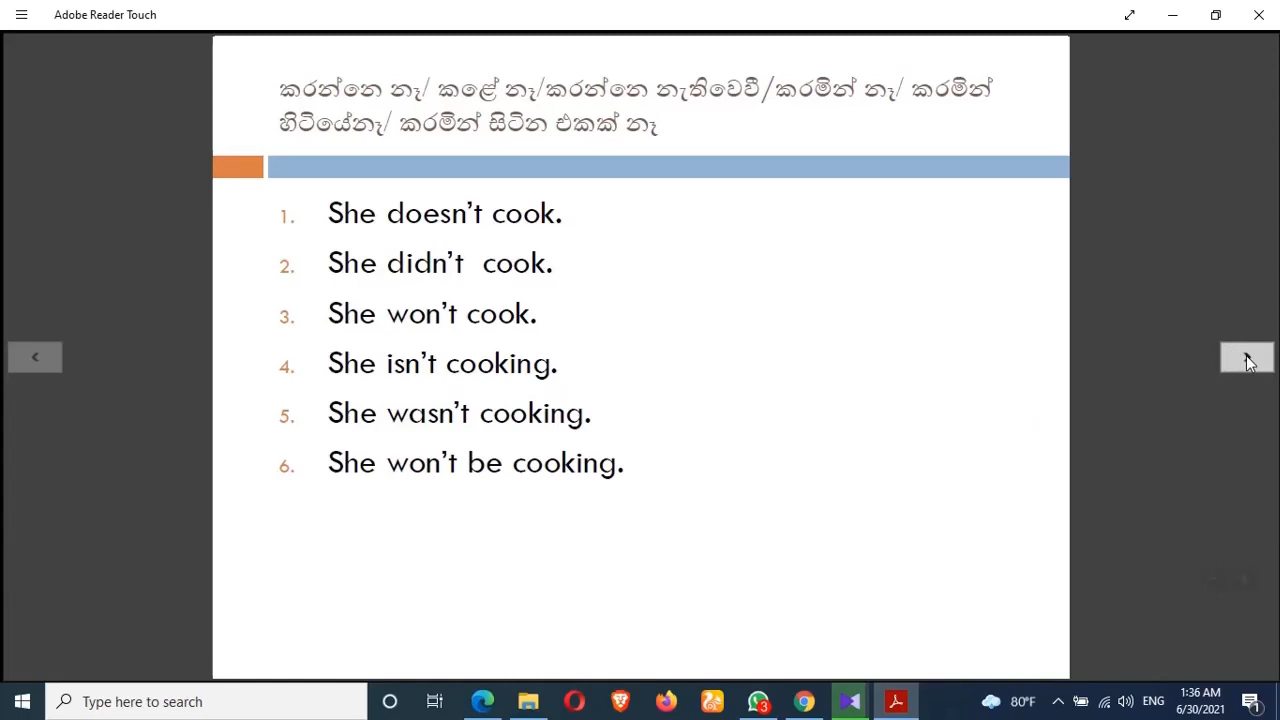 Adobe Reader Touch
කරන්නෙ නෑ/ කළේ නෑ/කරන්නෙ නැතිවෙවී/කරමින් නෑ/ කරමින්
හිටියේනෑ/ කරමින් සිටින එකක් නෑ
1. She doesn’t cook.
2. She didn’t  cook.
3. She won’t cook.
4. She isn’t cooking.
5. She wasn’t cooking.
6. She won’t be cooking.
Type here to search
3
80°F
ENG
1:36 AM
6/30/2021
1